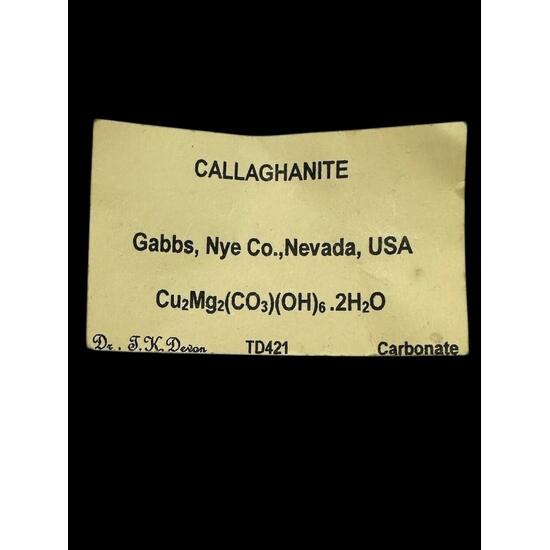 CALLAGHANITE
Gabbs, Nye Co.,Nevada, USA
Cu₂Mg₂(CO₃)(OH)₆.2H₂O
Dr. T.K.Devon TD421 Carbonate